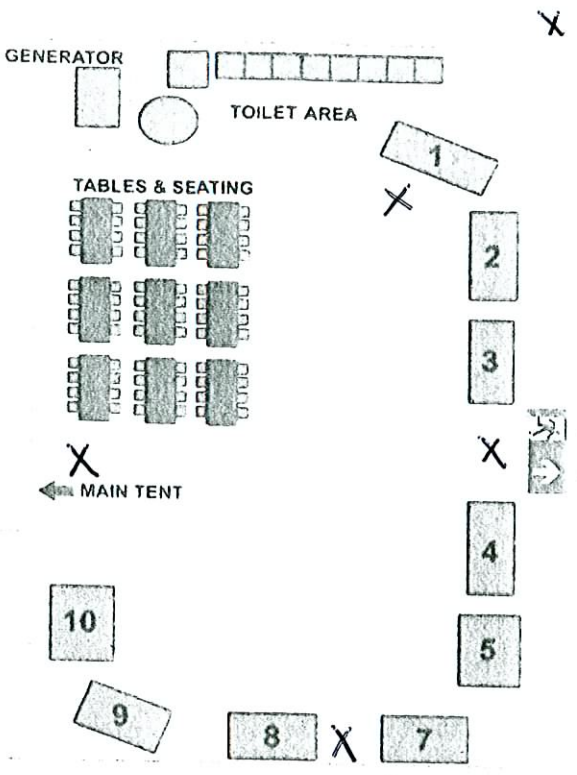 X
GENERATOR
TOILET AREA
1
X
TABLES & SEATING
2
3
X
X
MAIN TENT
4
10
5
9
8
X
7